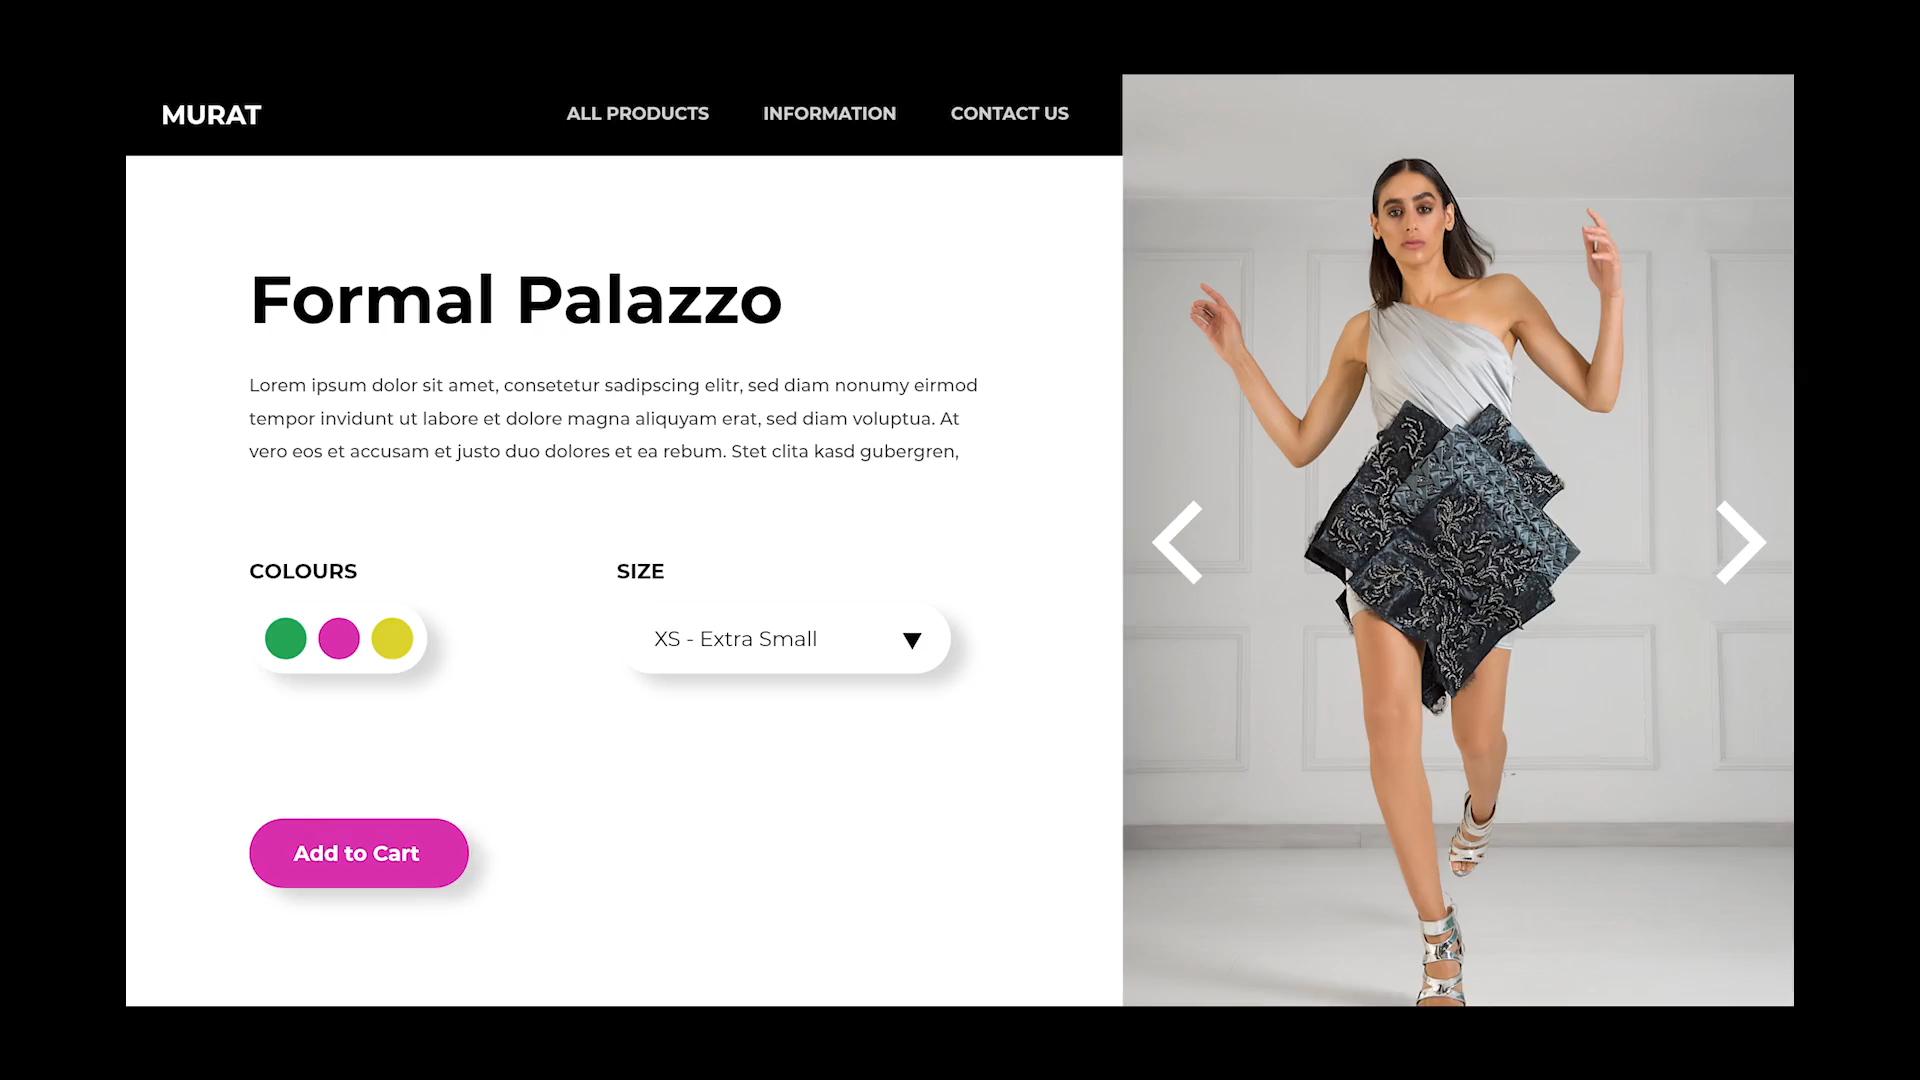 MURAT
ALL PRODUCTS
INFORMATION
CONTACT US
Formal Palazzo
Lorem ipsum dolor sit amet, consetetur sadipscing elitr, sed diam nonumy eirmod
tempor invidunt ut labore et dolore magna aliquyam erat, sed diam voluptua. At
vero eos et accusam et justo duo dolores et ea rebum. Stet clita kasd gubergren,
COLOURS
SIZE
XS - Extra Small
Add to Cart